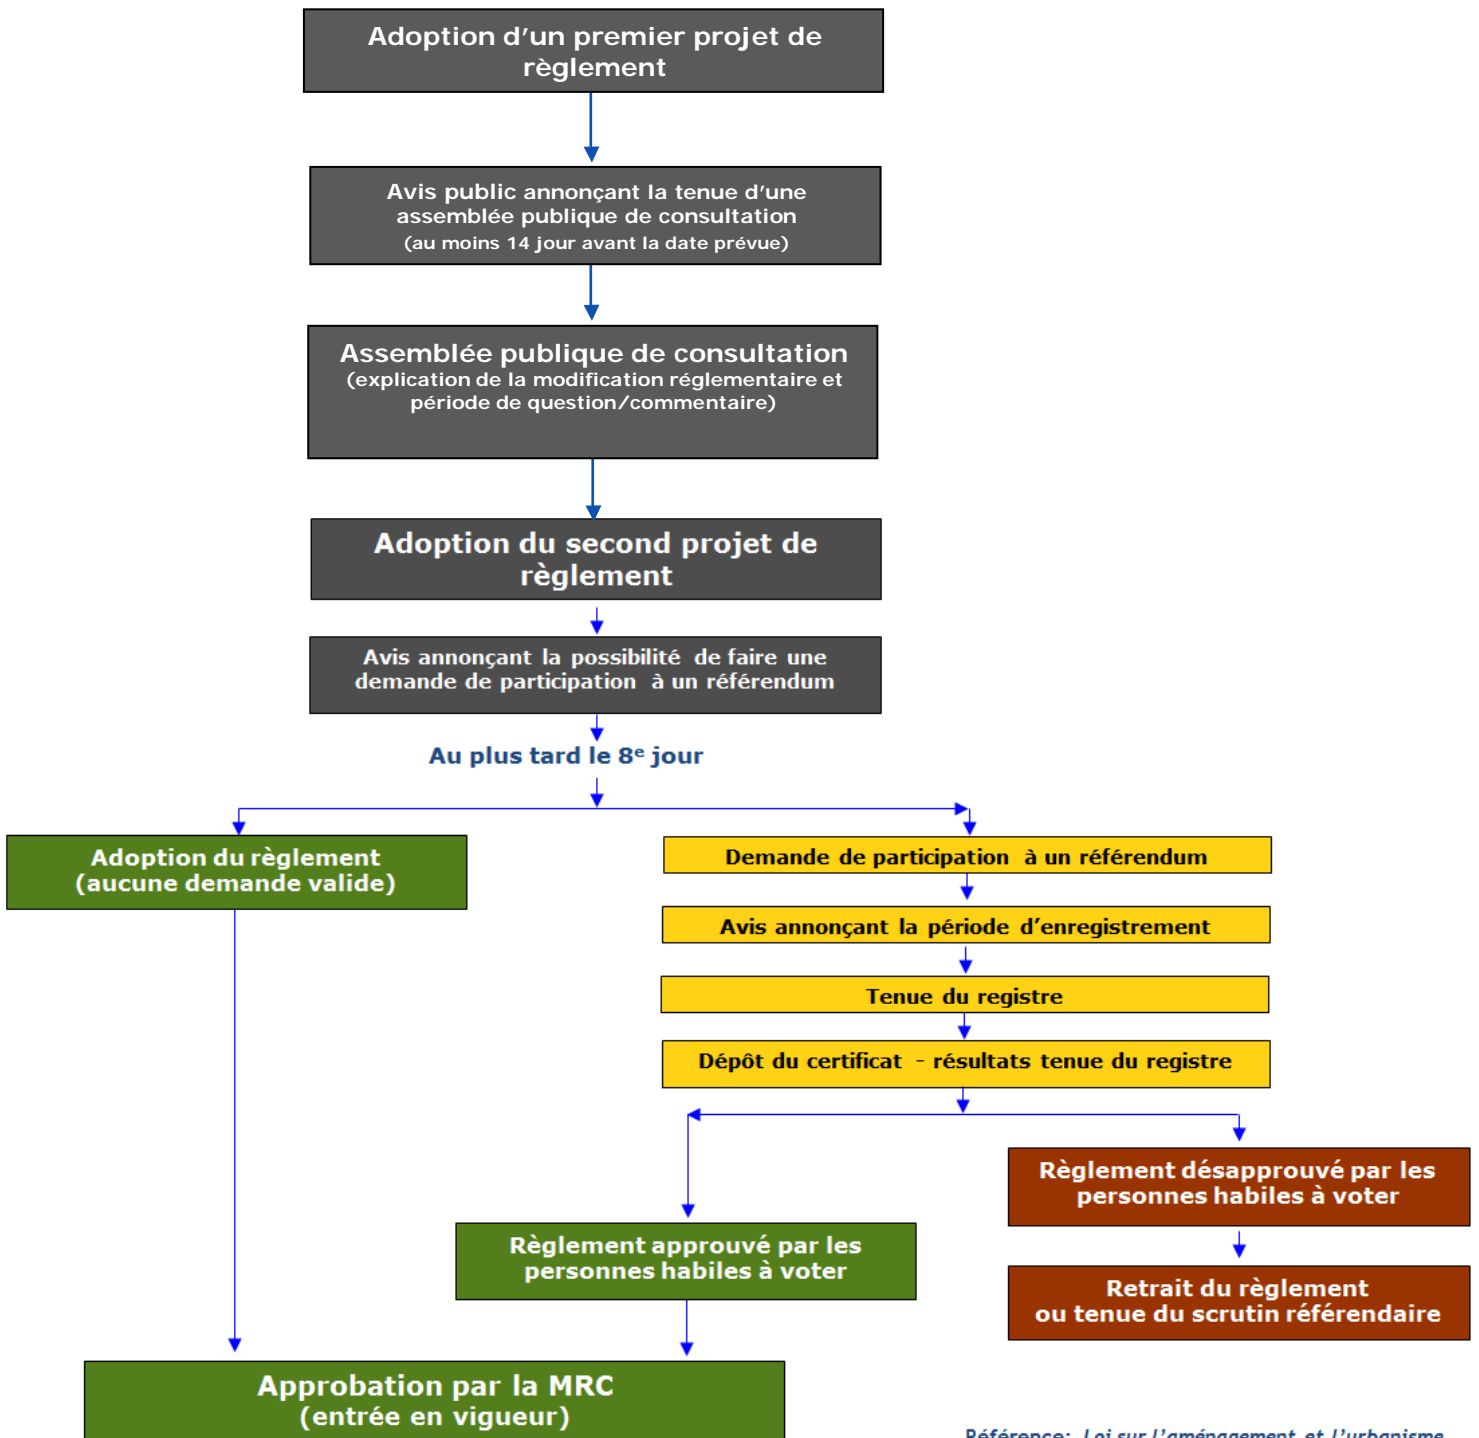 Adoption d’un premier projet de
règlement
Avis public annonçant la tenue d’une
assemblée publique de consultation
(au moins 14 jour avant la date prévue)
Assemblée publique de consultation
(explication de la modification réglementaire et
période de question/commentaire)
Adoption du second projet de
règlement
Avis annonçant la possibilité de faire une
demande de participation à un référendum
Au plus tard le 8e jour
Adoption du règlement
(aucune demande valide)
Demande de participation à un référendum
Avis annonçant la période d’enregistrement
Tenue du registre
Dépôt du certificat - résultats tenue du registre
Règlement désapprouvé par les
personnes habiles à voter
Règlement approuvé par les
personnes habiles à voter
Retrait du règlement
ou tenue du scrutin référendaire
Approbation par la MRC
(entrée en vigueur)
Référence: Loi sur l’aménagement et l’urbanisme